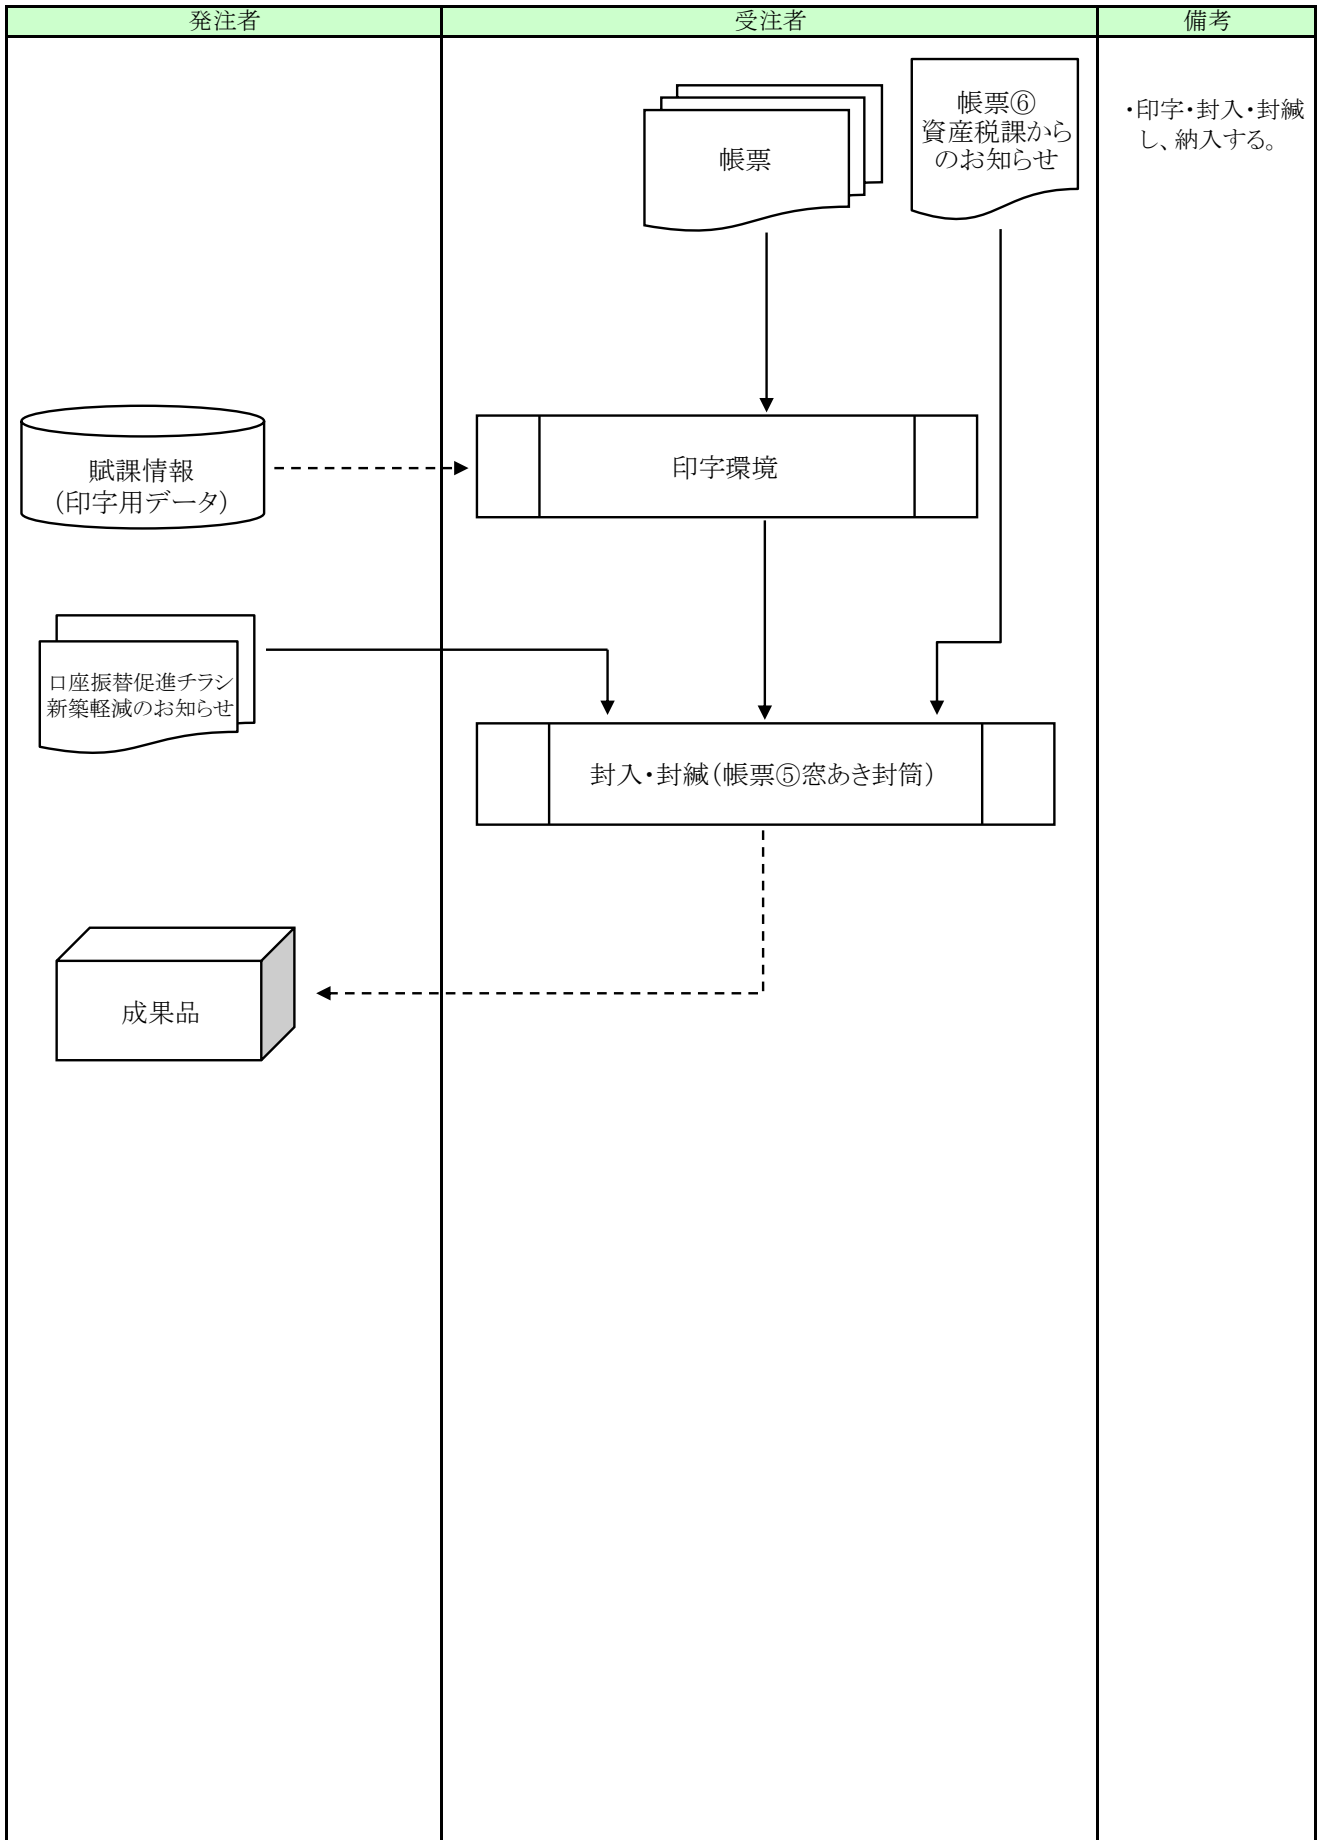 発注者
受注者
備考
帳票
帳票⑥
資産税課から
のお知らせ
・印字・封入・封緘
し、納入する。
賦課情報
(印字用データ)
印字環境
口座振替促進チラシ
新築軽減のお知らせ
封入・封緘(帳票⑤窓あき封筒)
成果品